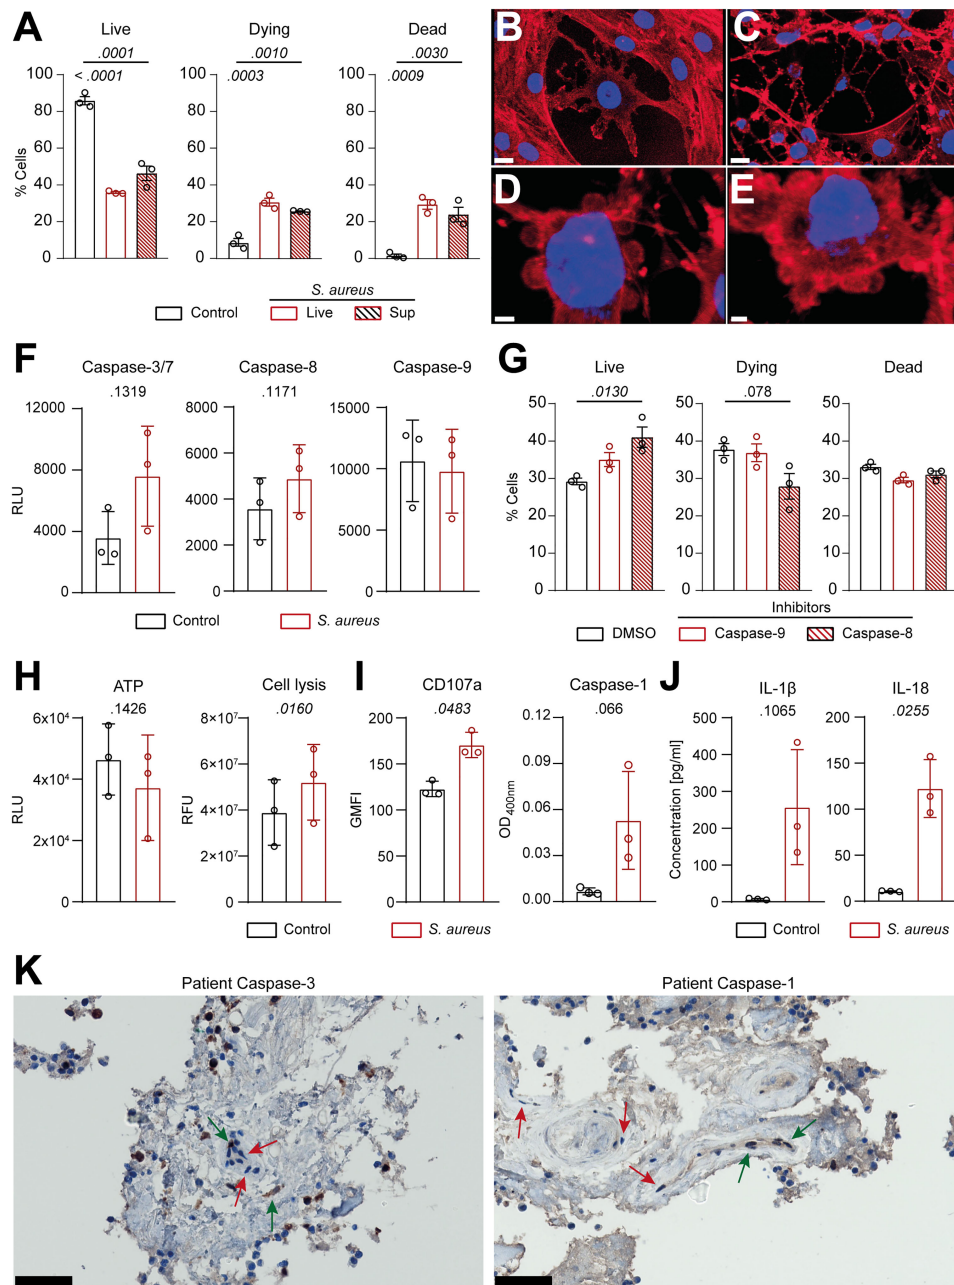 A
Live
Dying
Dead
.0001
.0010
.0030
< .0001
.0003
.0009
% Cells
100
80
60
40
20
0
100
80
60
40
20
0
100
80
60
40
20
0
S. aureus
Control
Live
Sup
B
C
D
E
F
Caspase-3/7
Caspase-8
Caspase-9
.1319
.1171
RLU
12000
8000
4000
0
8000
6000
4000
2000
0
15000
10000
5000
0
Control
S. aureus
G
Live
Dying
Dead
.0130
.078
% Cells
50
40
30
20
10
0
50
40
30
20
10
0
50
40
30
20
10
0
Inhibitors
DMSO
Caspase-9
Caspase-8
H
ATP
Cell lysis
.1426
.0160
RLU
6×10⁴
4×10⁴
2×10⁴
0
RFU
8×10⁷
6×10⁷
4×10⁷
2×10⁷
0
Control
I
CD107a
Caspase-1
.0483
.066
GMFI
200
150
100
50
0
OD400nm
0.12
0.09
0.06
0.03
0.00
S. aureus
J
IL-1β
IL-18
.1065
.0255
Concentration [pg/ml]
500
400
300
200
100
0
200
150
100
50
0
Control
S. aureus
K
Patient Caspase-3
Patient Caspase-1